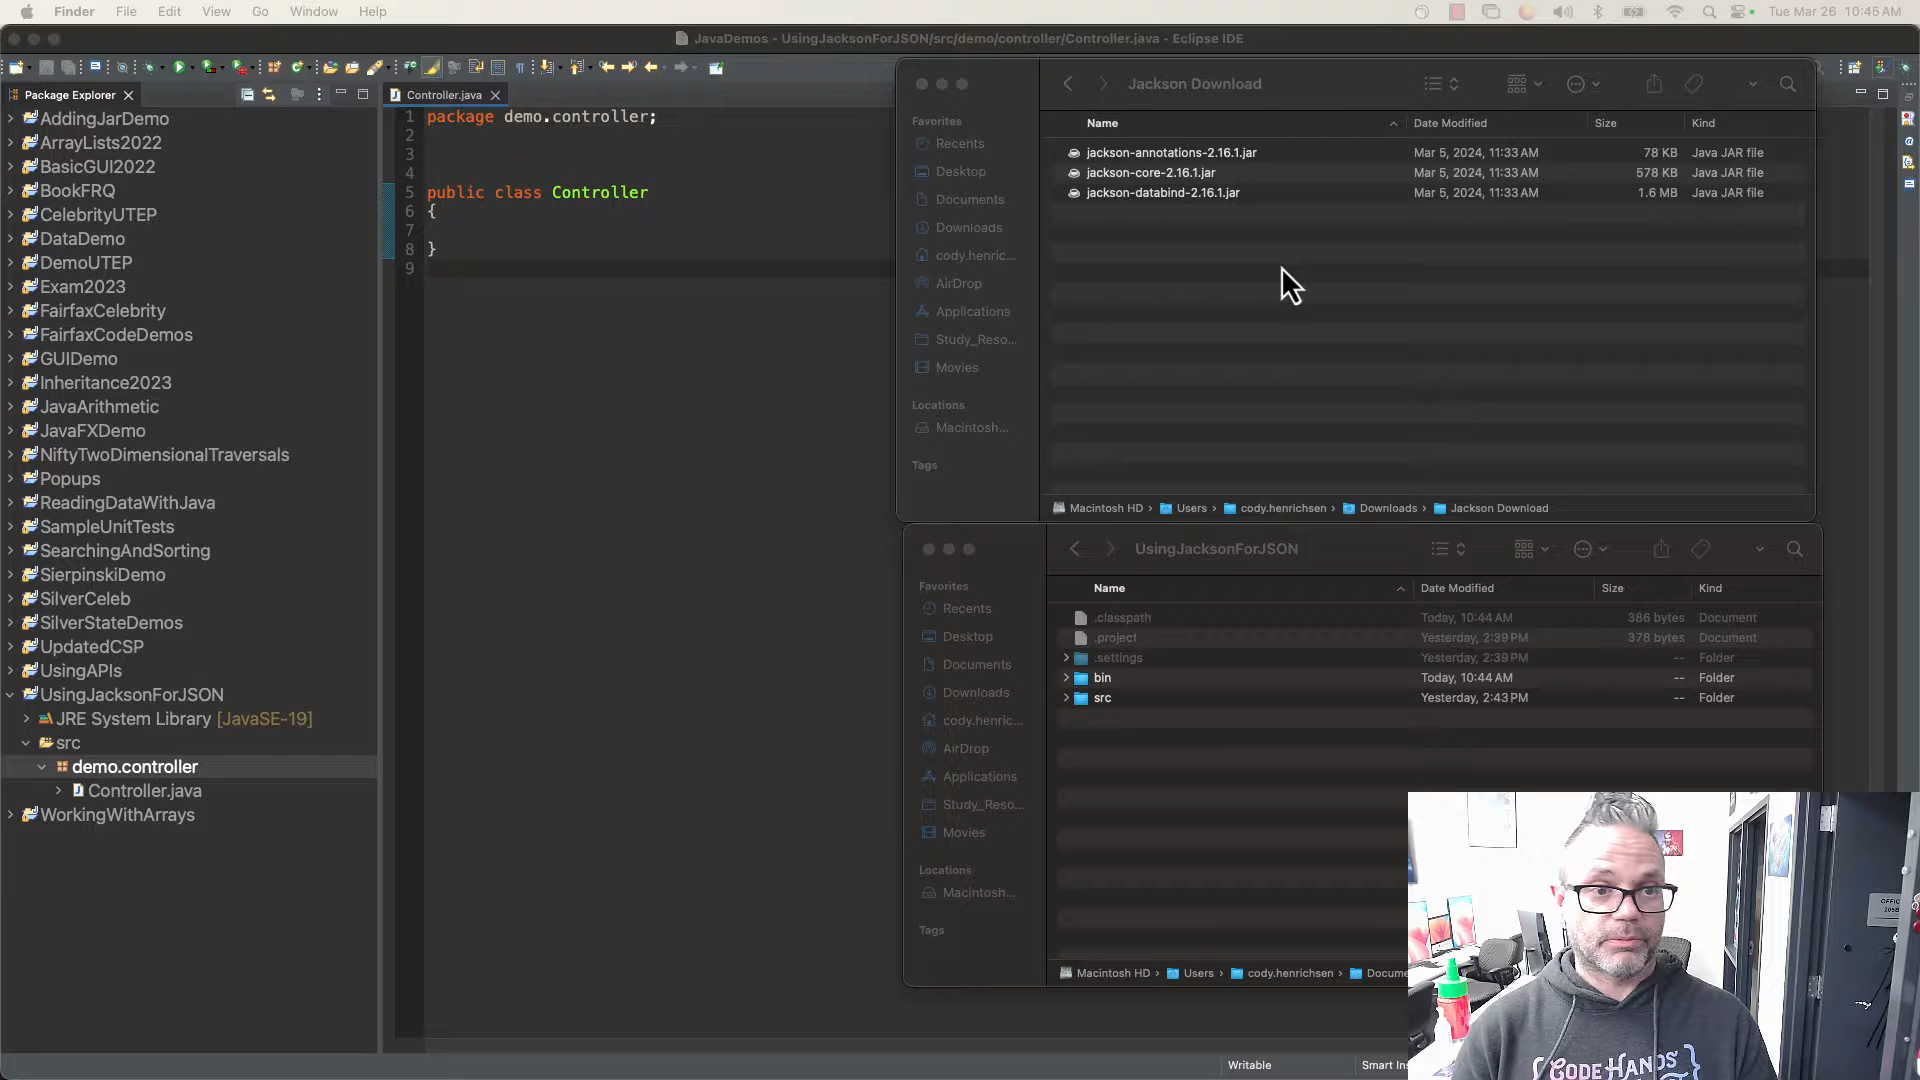 Finder File Edit View Go Window Help
Tue Mar 26 10:45 AM
JavaDemos - UsingJacksonForJSON/src/demo/controller/Controller.java - Eclipse IDE
Package Explorer
AddingJarDemo
ArrayLists2022
BasicGUI2022
BookFRQ
CelebrityUTEP
DataDemo
DemoUTEP
Exam2023
FairfaxCelebrity
FairfaxCodeDemos
GUIDemo
Inheritance2023
JavaArithmetic
JavaFXDemo
NiftyTwoDimensionalTraversals
Popups
ReadingDataWithJava
SampleUnitTests
SearchingAndSorting
SierpinskiDemo
SilverCeleb
SilverStateDemos
UpdatedCSP
UsingAPIs
UsingJacksonForJSON
JRE System Library [JavaSE-19]
src
demo.controller
Controller.java
WorkingWithArrays
Controller.java
1 package demo.controller;
2
3
4
5 public class Controller
6 {
7
8 }
9
Jackson Download
Favorites
Recents
Desktop
Documents
Downloads
cody.henric...
AirDrop
Applications
Study_Reso...
Movies
Locations
Macintosh...
Tags
Name Date Modified Size Kind
jackson-annotations-2.16.1.jar Mar 5, 2024, 11:33 AM 78 KB Java JAR file
jackson-core-2.16.1.jar Mar 5, 2024, 11:33 AM 578 KB Java JAR file
jackson-databind-2.16.1.jar Mar 5, 2024, 11:33 AM 1.6 MB Java JAR file
Macintosh HD › Users › cody.henrichsen › Downloads › Jackson Download
UsingJacksonForJSON
Favorites
Recents
Desktop
Documents
Downloads
cody.henric...
AirDrop
Applications
Study_Reso...
Movies
Locations
Macintosh...
Tags
Name Date Modified Size Kind
.classpath Today, 10:44 AM 386 bytes Document
.project Yesterday, 2:39 PM 378 bytes Document
.settings Yesterday, 2:39 PM -- Folder
bin Today, 10:44 AM -- Folder
src Yesterday, 2:43 PM -- Folder
Macintosh HD › Users › cody.henrichsen › Docume
Writable
Smart Ins
{CODE HANDS